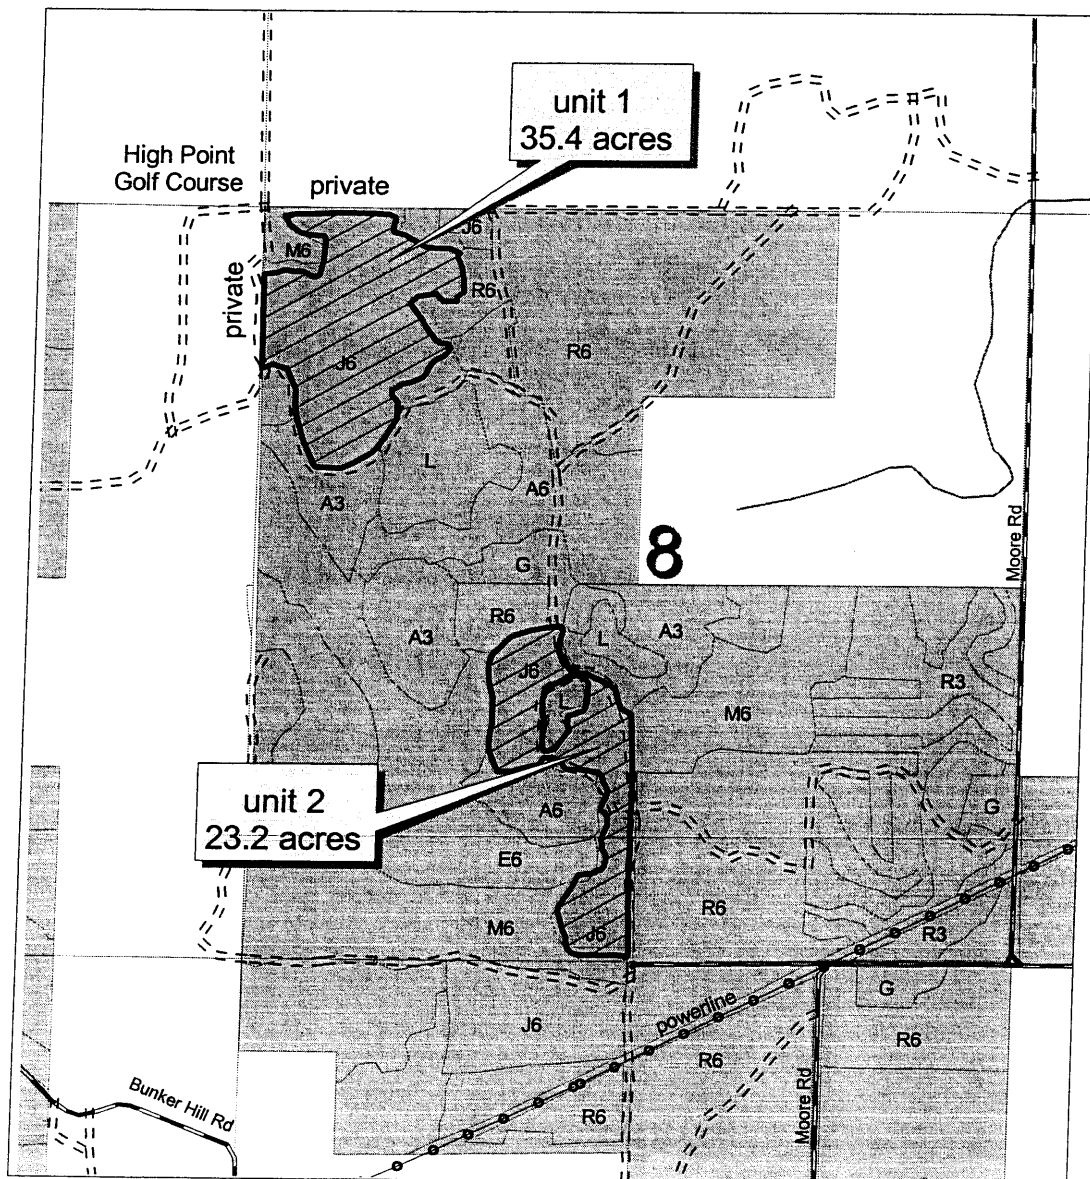 unit 1
35.4 acres
High Point
Golf Course
private
J6
M6
private
R6
R6
J6
L
A3
A6
Moore Rd
8
G
R6
A3
L
A3
J6
R3
L
M6
unit 2
23.2 acres
A6
G
E6
R6
M6
J6
R3
G
powerline
J6
R6
R6
Bunker Hill Rd
R6
Moore Rd